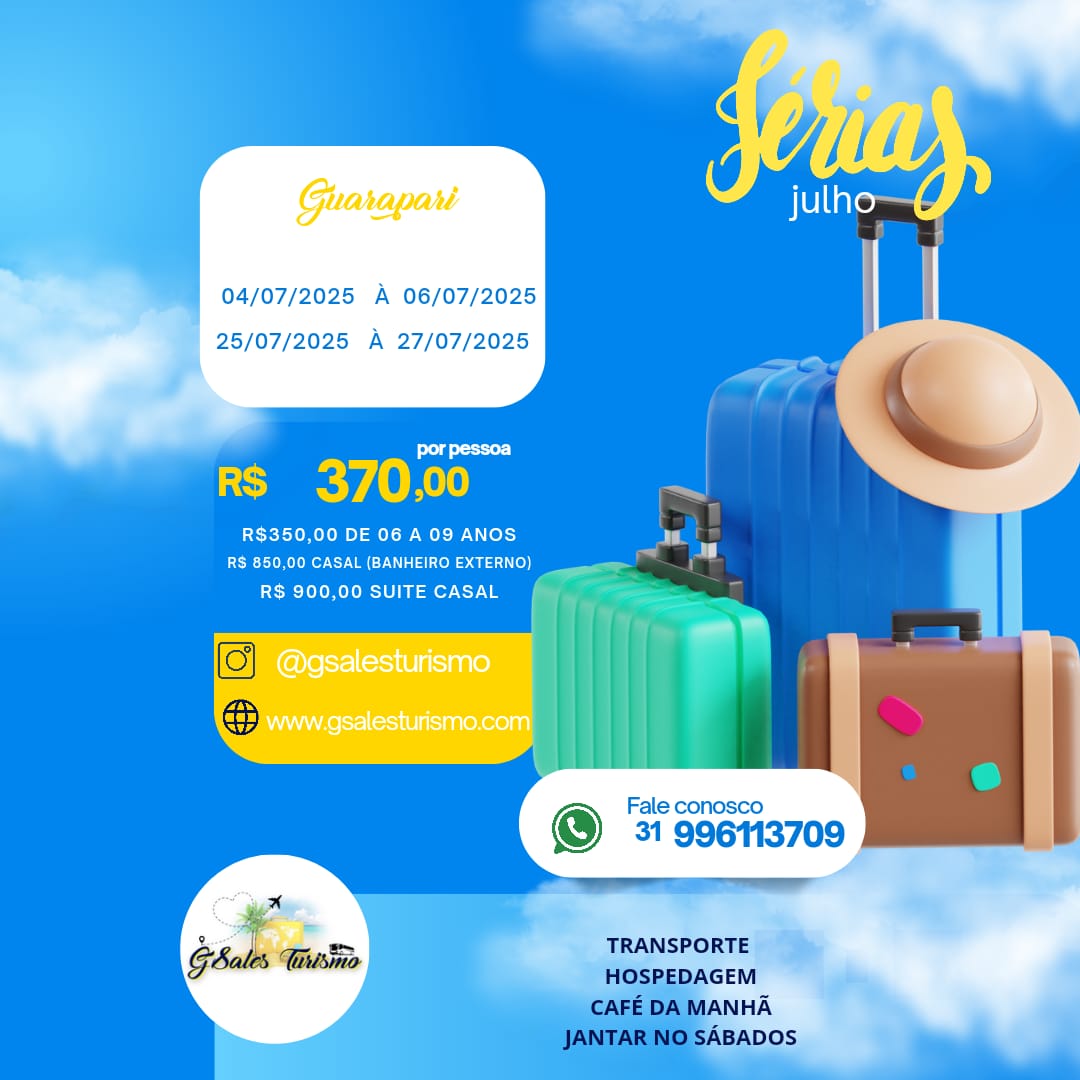 Férias
julho
Guarapari
04/07/2025 À 06/07/2025
25/07/2025 À 27/07/2025
por pessoa
R$ 370,00
R$350,00 DE 06 A 09 ANOS
R$ 850,00 CASAL (BANHEIRO EXTERNO)
R$ 900,00 SUITE CASAL
@gsalesturismo
www.gsalesturismo.com
Fale conosco
31 996113709
GSales Turismo
TRANSPORTE
HOSPEDAGEM
CAFÉ DA MANHÃ
JANTAR NO SÁBADOS